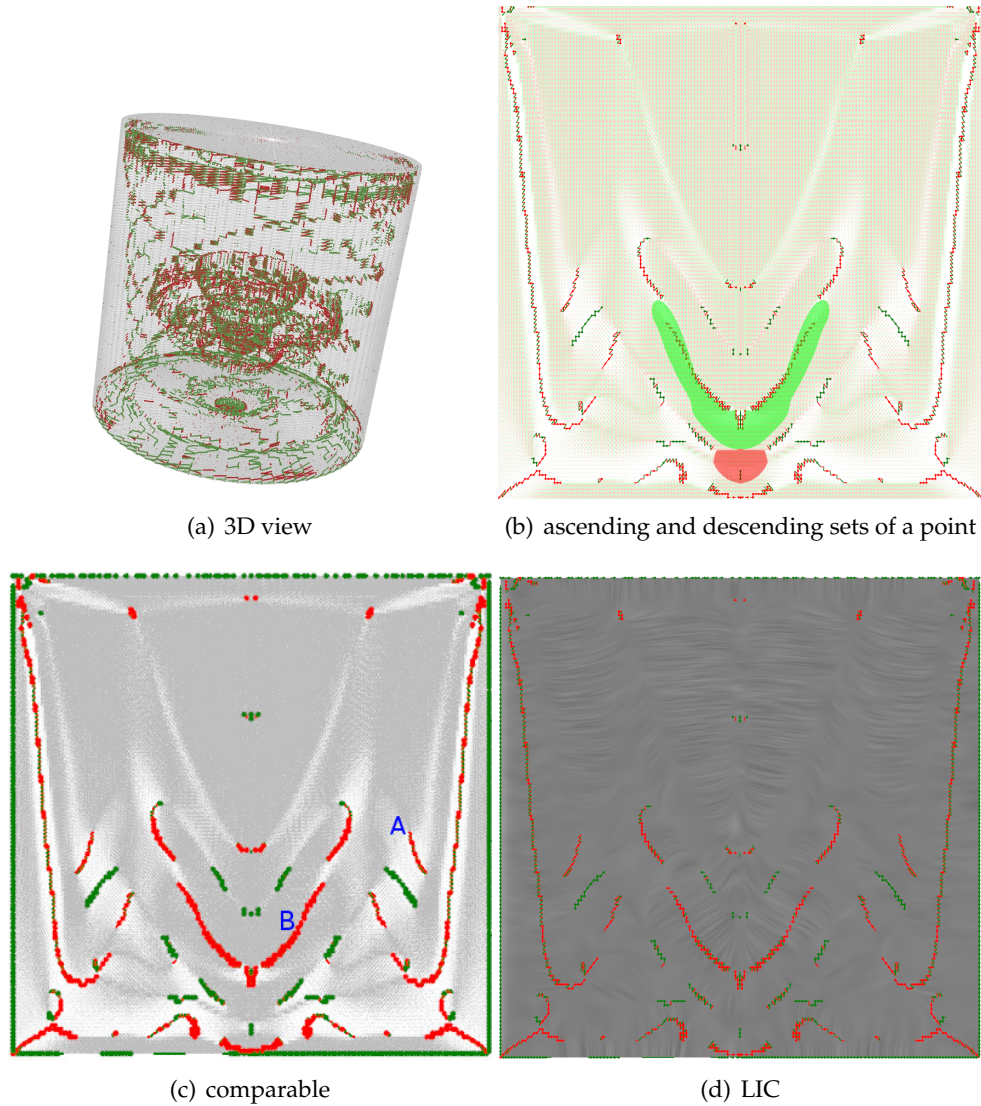 (a) 3D view
(b) ascending and descending sets of a point
A
B
(c) comparable
(d) LIC